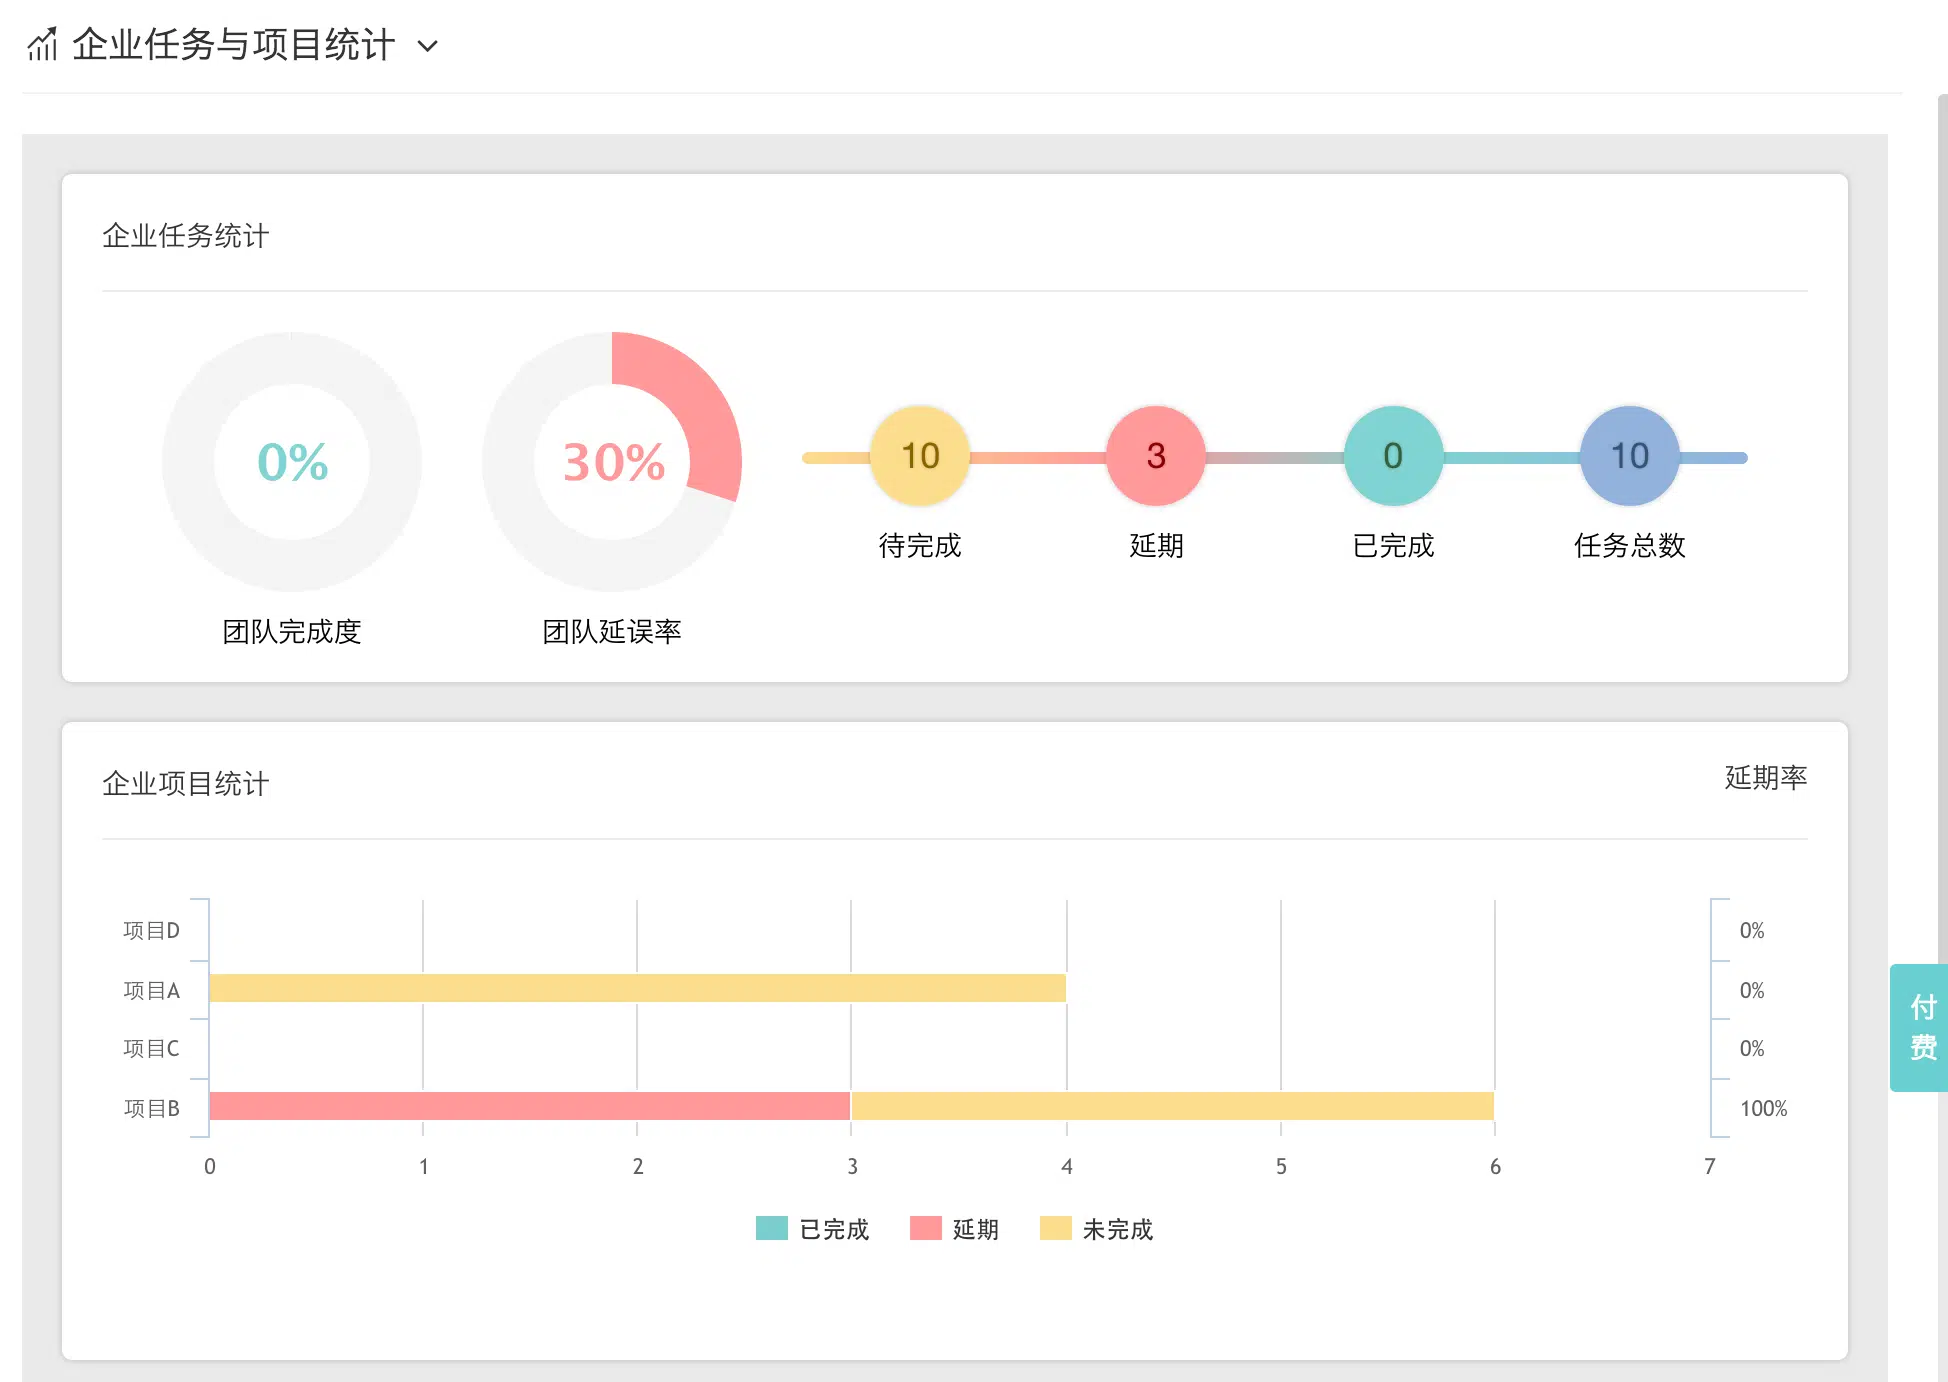 企业任务与项目统计
企业任务统计
0%
30%
10
3
0
10
待完成
延期
已完成
任务总数
团队完成度
团队延误率
企业项目统计
延期率
项目D
0%
项目A
0%
项目C
0%
项目B
100%
0 1 2 3 4 5 6 7
已完成 延期 未完成
付
费